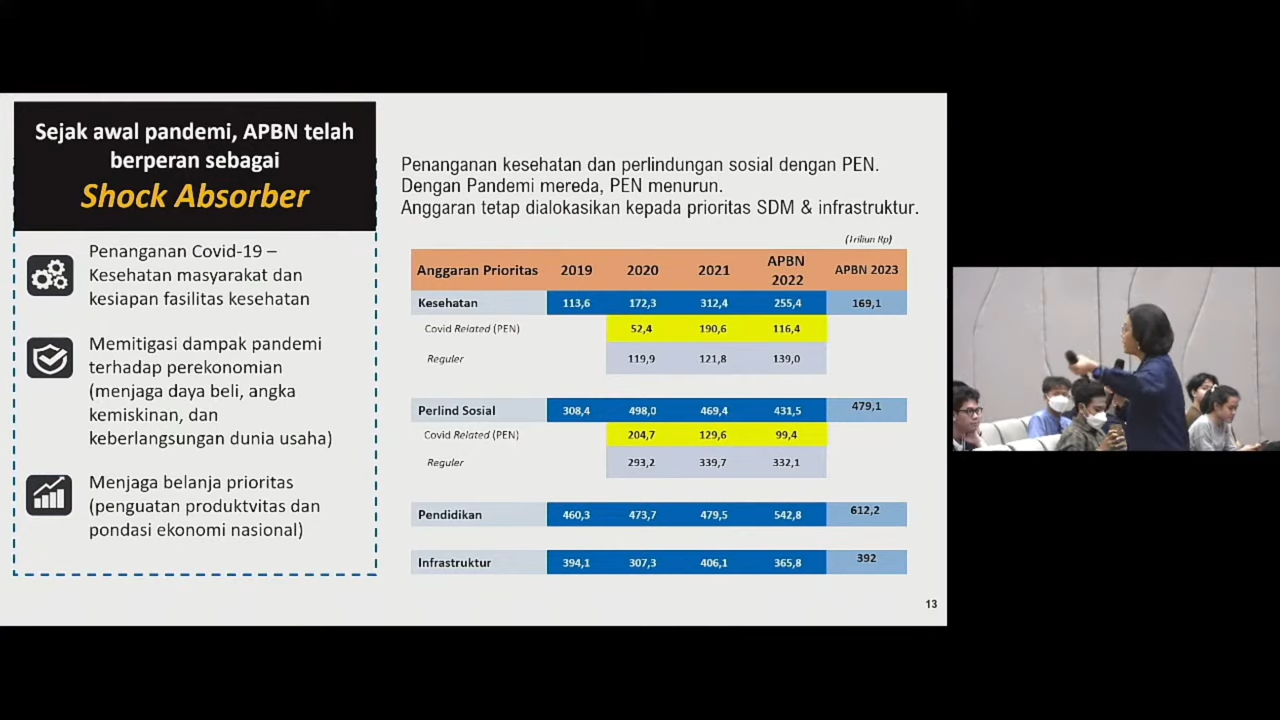 Sejak awal pandemi, APBN telah
berperan sebagai
Shock Absorber
Penanganan Covid-19 –
Kesehatan masyarakat dan
kesiapan fasilitas kesehatan
Memitigasi dampak pandemi
terhadap perekonomian
(menjaga daya beli, angka
kemiskinan, dan
keberlangsungan dunia usaha)
Menjaga belanja prioritas
(penguatan produktvitas dan
pondasi ekonomi nasional)
Penanganan kesehatan dan perlindungan sosial dengan PEN.
Dengan Pandemi mereda, PEN menurun.
Anggaran tetap dialokasikan kepada prioritas SDM & infrastruktur.
(Triliun Rp)
Anggaran Prioritas 2019 2020 2021 APBN 2022 APBN 2023
Kesehatan 113,6 172,3 312,4 255,4 169,1
Covid Related (PEN) 52,4 190,6 116,4
Reguler 119,9 121,8 139,0
Perlind Sosial 308,4 498,0 469,4 431,5 479,1
Covid Related (PEN) 204,7 129,6 99,4
Reguler 293,2 339,7 332,1
Pendidikan 460,3 473,7 479,5 542,8 612,2
Infrastruktur 394,1 307,3 406,1 365,8 392
13